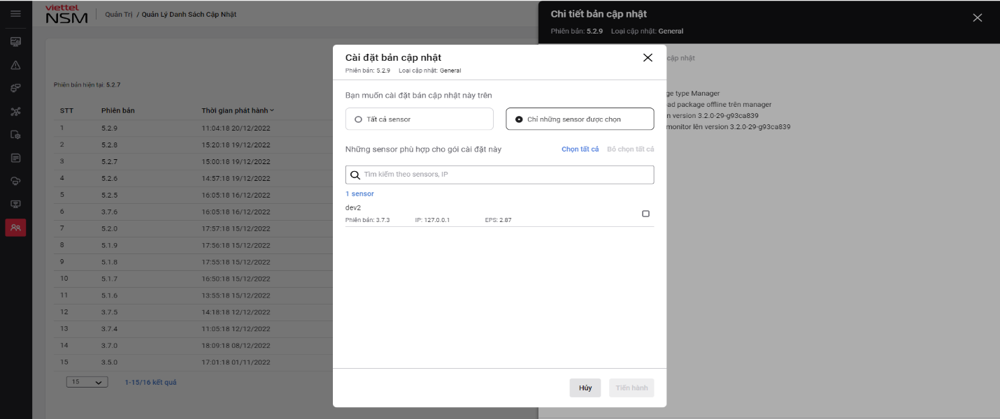 viettel
NSM
Quản Trị / Quản Lý Danh Sách Cập Nhật
Phiên bản hiện tại: 5.2.7
STT Phiên bản Thời gian phát hành
1 5.2.9 11:04:18 20/12/2022
2 5.2.8 15:20:18 19/12/2022
3 5.2.7 15:00:19 19/12/2022
4 5.2.6 14:57:18 19/12/2022
5 5.2.5 16:05:18 16/12/2022
6 3.7.6 16:05:18 16/12/2022
7 5.2.0 17:57:18 15/12/2022
8 5.1.9 17:56:18 15/12/2022
9 5.1.8 17:55:18 15/12/2022
10 5.1.7 16:50:18 15/12/2022
11 5.1.6 13:55:18 15/12/2022
12 3.7.5 14:18:18 12/12/2022
13 3.7.4 11:05:18 12/12/2022
14 3.7.0 18:09:18 08/12/2022
15 3.5.0 17:01:18 01/11/2022
15
1-15/16 kết quả
Cài đặt bản cập nhật
Phiên bản: 5.2.9 Loại cập nhật: General
Bạn muốn cài đặt bản cập nhật này trên
Tất cả sensor
Chỉ những sensor được chọn
Những sensor phù hợp cho gói cài đặt này
Chọn tất cả
Bỏ chọn tất cả
Tìm kiếm theo sensors, IP
1 sensor
dev2
Phiên bản: 3.7.3 IP: 127.0.0.1 EPS: 2.87
Hủy
Tiến hành
Chi tiết bản cập nhật
Phiên bản: 5.2.9 Loại cập nhật: General
cập nhật
ge type Manager
ad package offline trên manager
n version 3.2.0-29-g93ca839
monitor lên version 3.2.0-29-g93ca839